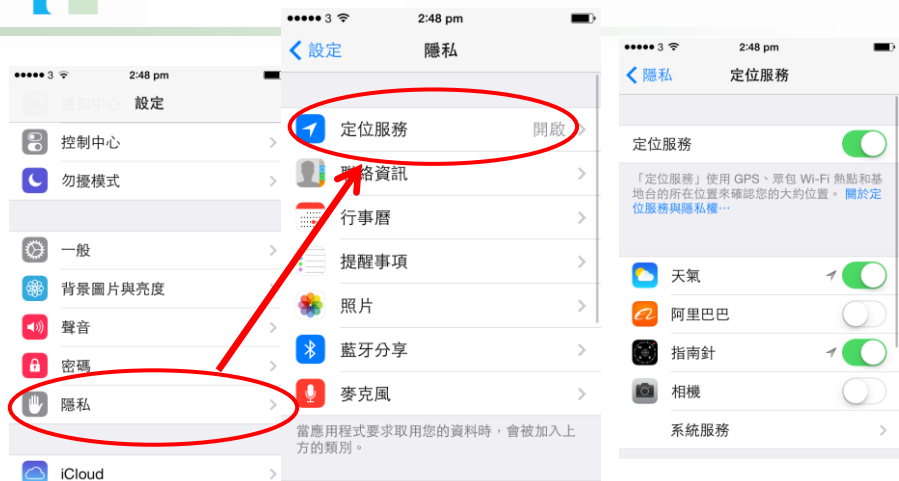 ●●●●● 3 2:48 pm
設定
控制中心
勿擾模式
一般
背景圖片與亮度
聲音
密碼
隱私
iCloud
●●●●● 3 2:48 pm
設定 隱私
定位服務 開啟
聯絡資訊
行事曆
提醒事項
照片
藍牙分享
麥克風
當應用程式要求取用您的資料時，會被加入上
方的類別。
●●●●● 3 2:48 pm
隱私 定位服務
定位服務
「定位服務」使用 GPS、眾包 Wi-Fi 熱點和基
地台的所在位置來確認您的大約位置。 關於定
位服務與隱私權⋯
天氣
阿里巴巴
指南針
相機
系統服務